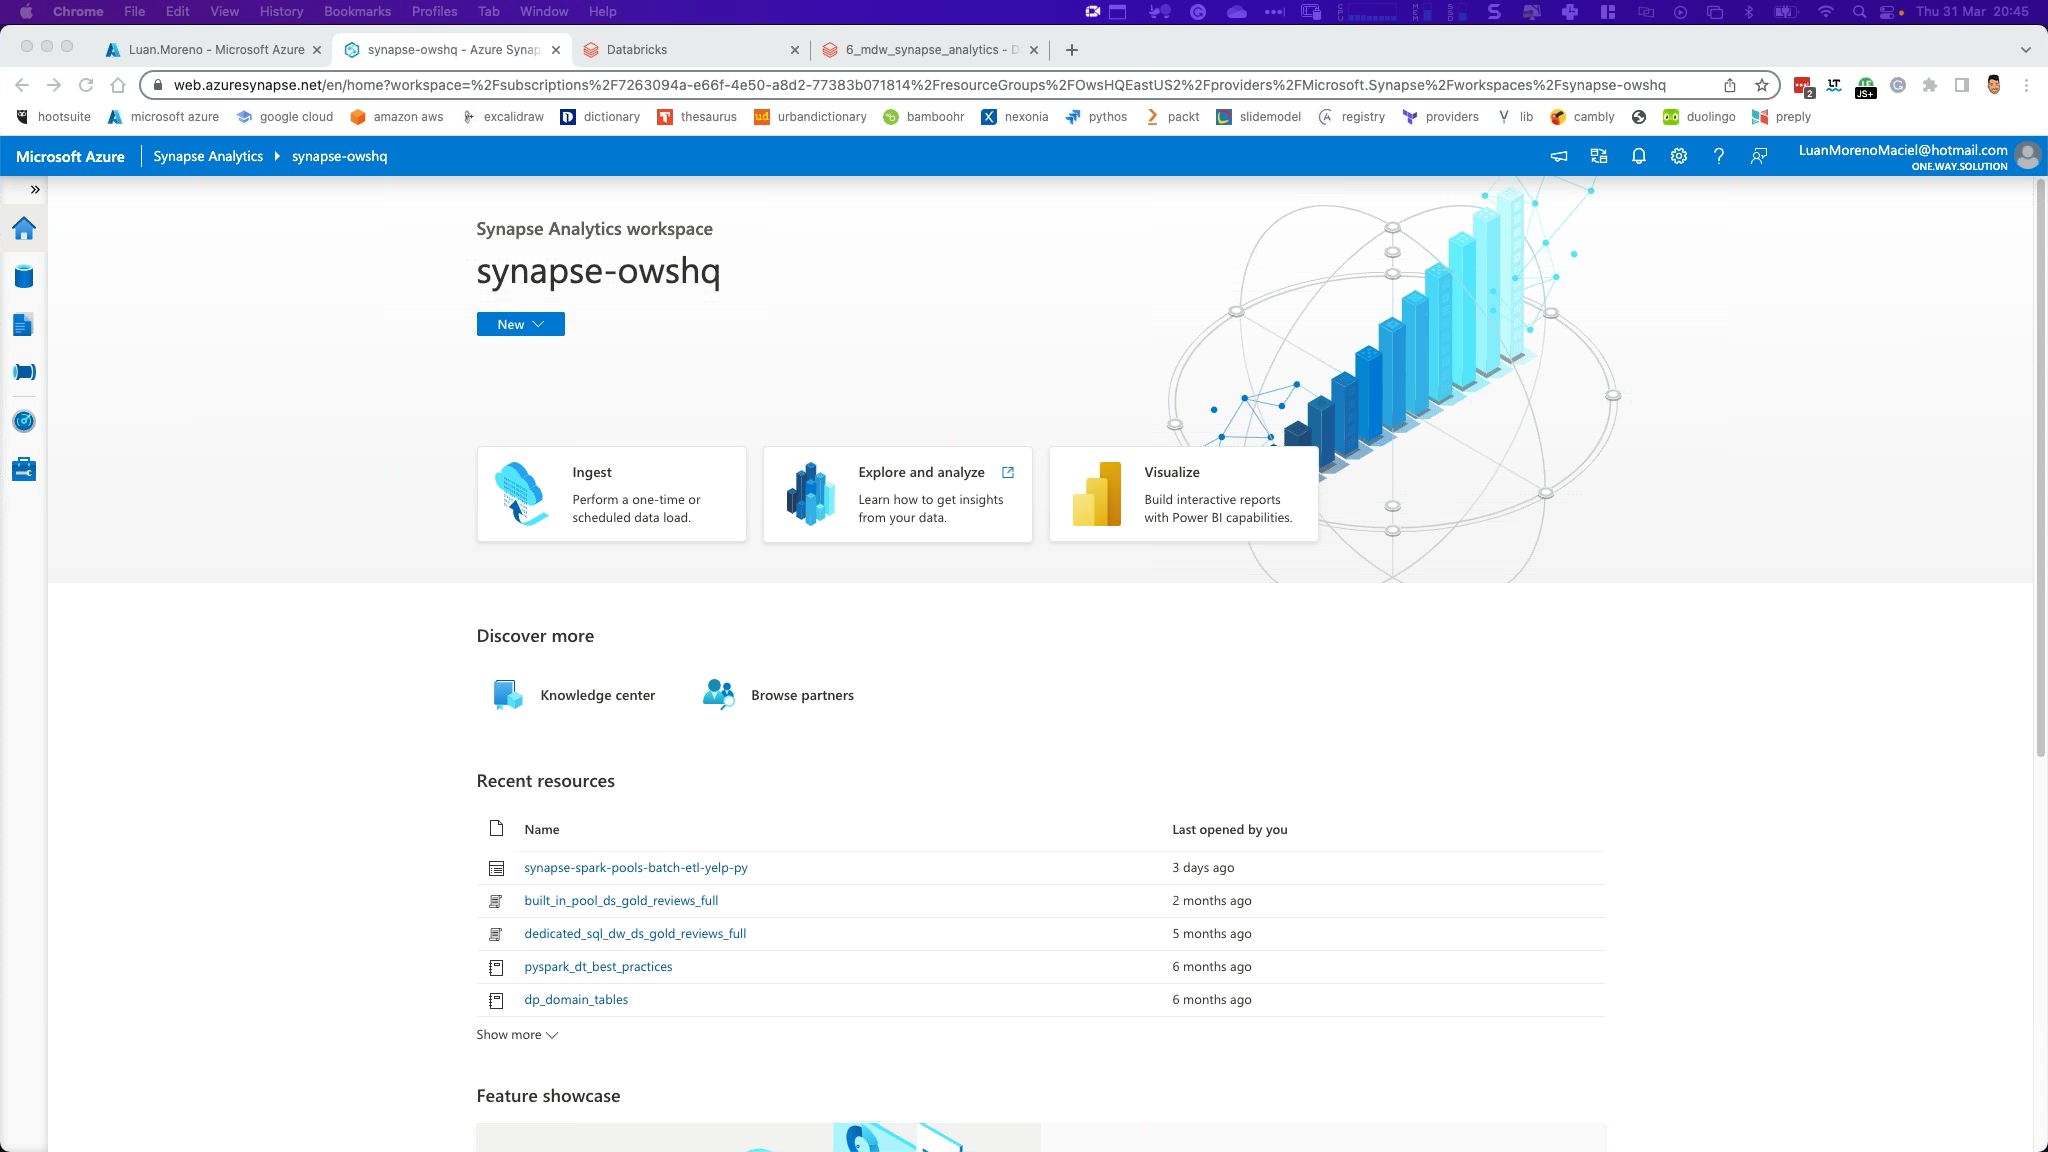 Chrome File Edit View History Bookmarks Profiles Tab Window Help Thu 31 Mar 20:45
Luan.Moreno - Microsoft Azure synapse-owshq - Azure Synap Databricks 6_mdw_synapse_analytics - D
web.azuresynapse.net/en/home?workspace=%2Fsubscriptions%2F7263094a-e66f-4e50-a8d2-77383b071814%2FresourceGroups%2FOwsHQEastUS2%2Fproviders%2FMicrosoft.Synapse%2Fworkspaces%2Fsynapse-owshq
hootsuite microsoft azure google cloud amazon aws excalidraw dictionary thesaurus urbandictionary bamboohr nexonia pythos packt slidemodel registry providers lib cambly duolingo preply
Microsoft Azure Synapse Analytics synapse-owshq LuanMorenoMaciel@hotmail.com
ONE.WAY.SOLUTION
Synapse Analytics workspace
synapse-owshq
New
Ingest
Perform a one-time or
scheduled data load.
Explore and analyze
Learn how to get insights
from your data.
Visualize
Build interactive reports
with Power BI capabilities.
Discover more
Knowledge center Browse partners
Recent resources
Name Last opened by you
synapse-spark-pools-batch-etl-yelp-py 3 days ago
built_in_pool_ds_gold_reviews_full 2 months ago
dedicated_sql_dw_ds_gold_reviews_full 5 months ago
pyspark_dt_best_practices 6 months ago
dp_domain_tables 6 months ago
Show more
Feature showcase